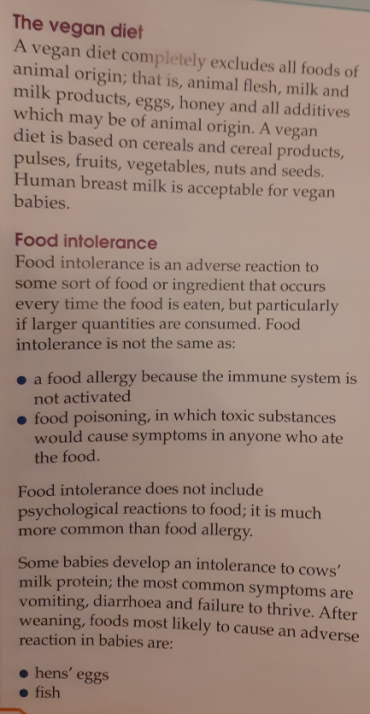 The vegan diet
A vegan diet completely excludes all foods of
animal origin; that is, animal flesh, milk and
milk products, eggs, honey and all additives
which may be of animal origin. A vegan
diet is based on cereals and cereal products,
pulses, fruits, vegetables, nuts and seeds.
Human breast milk is acceptable for vegan
babies.
Food intolerance
Food intolerance is an adverse reaction to
some sort of food or ingredient that occurs
every time the food is eaten, but particularly
if larger quantities are consumed. Food
intolerance is not the same as:
● a food allergy because the immune system is
not activated
● food poisoning, in which toxic substances
would cause symptoms in anyone who ate
the food.
Food intolerance does not include
psychological reactions to food; it is much
more common than food allergy.
Some babies develop an intolerance to cows'
milk protein; the most common symptoms are
vomiting, diarrhoea and failure to thrive. After
weaning, foods most likely to cause an adverse
reaction in babies are:
● hens' eggs
● fish